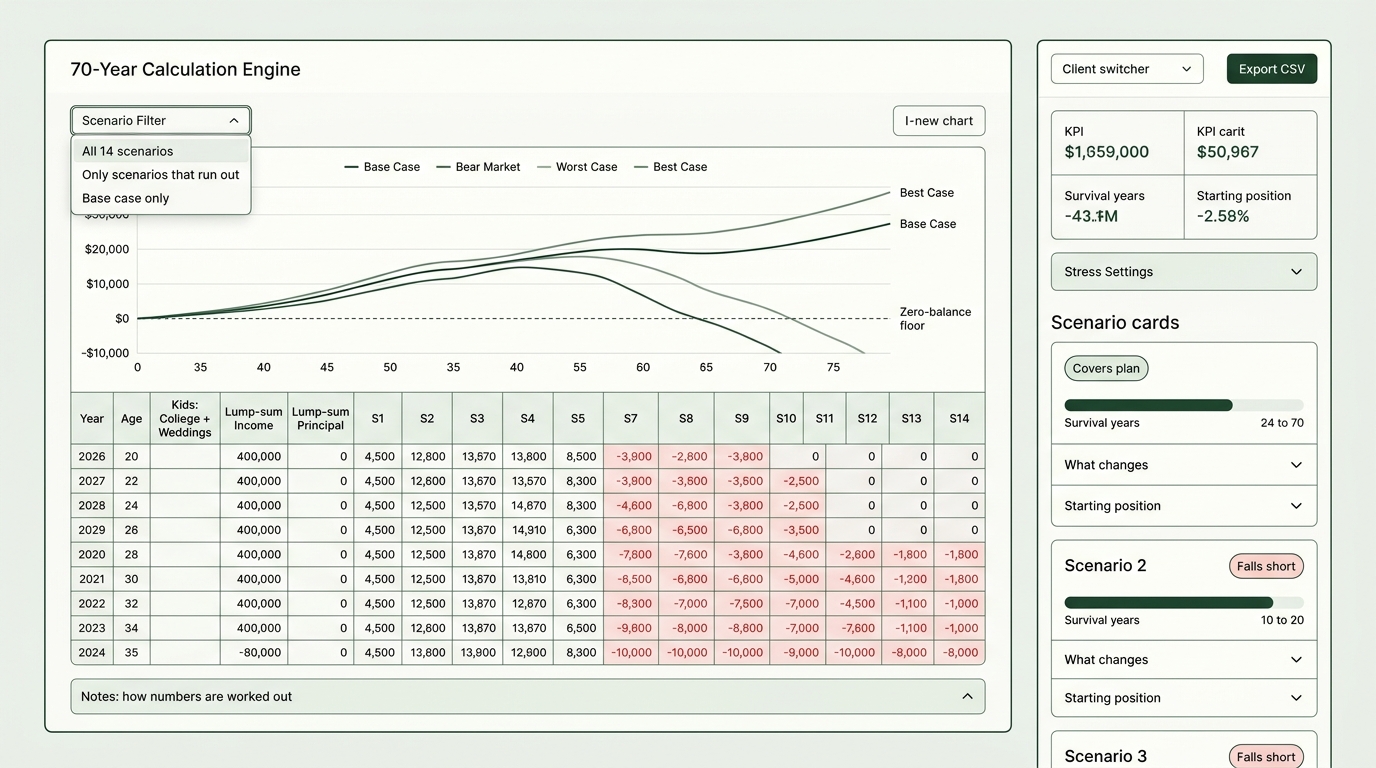 70-Year Calculation Engine
Scenario Filter
I-new chart
All 14 scenarios
Only scenarios that run out
Base case only
Base Case
Bear Market
Worst Case
Best Case
Best Case
Base Case
$20,000
$10,000
$0
Zero-balance
floor
-$10,000
0 35 40 45 50 35 40 55 60 65 70 75
Year Age Kids: College + Weddings Lump-sum Income Lump-sum Principal S1 S2 S3 S4 S5 S7 S8 S9 S10 S11 S12 S13 S14
2026 20 400,000 0 4,500 12,800 13,570 13,800 8,500 -3,900 -2,800 -3,800 0 0 0 0
2027 22 400,000 0 4,500 12,600 13,870 13,570 8,300 -3,900 -3,800 -3,800 -2,500 0 0 0
2028 24 400,000 0 4,500 12,500 13,570 14,870 8,300 -4,600 -6,800 -3,800 -2,500 0 0 0
2029 26 400,000 0 4,500 12,500 13,870 14,910 6,300 -6,800 -6,500 -6,800 -3,500 0 0 0
2020 28 400,000 0 4,500 12,500 13,870 14,800 6,300 -7,800 -7,600 -3,800 -4,600 -2,600 -1,800 -1,800
2021 30 400,000 0 4,500 12,500 13,870 13,810 6,300 -8,500 -6,800 -6,800 -5,000 -4,600 -1,200 -1,800
2022 32 400,000 0 4,500 12,500 13,870 12,870 6,300 -8,300 -7,000 -7,500 -7,000 -4,500 -1,100 -1,000
2023 34 400,000 0 4,500 12,800 13,870 13,670 6,500 -9,800 -8,000 -8,800 -7,000 -7,600 -1,100 -1,000
2024 35 -80,000 0 4,500 13,800 13,900 12,900 8,300 -10,000 -10,000 -10,000 -9,000 -10,000 -8,000 -8,000
Notes: how numbers are worked out
Client switcher
Export CSV
KPI
$1,659,000
KPI carit
$50,967
Survival years
Starting position
-2.58%
Stress Settings
Scenario cards
Covers plan
Survival years 24 to 70
What changes
Starting position
Scenario 2
Falls short
Survival years 10 to 20
What changes
Starting position
Scenario 3
Falls short